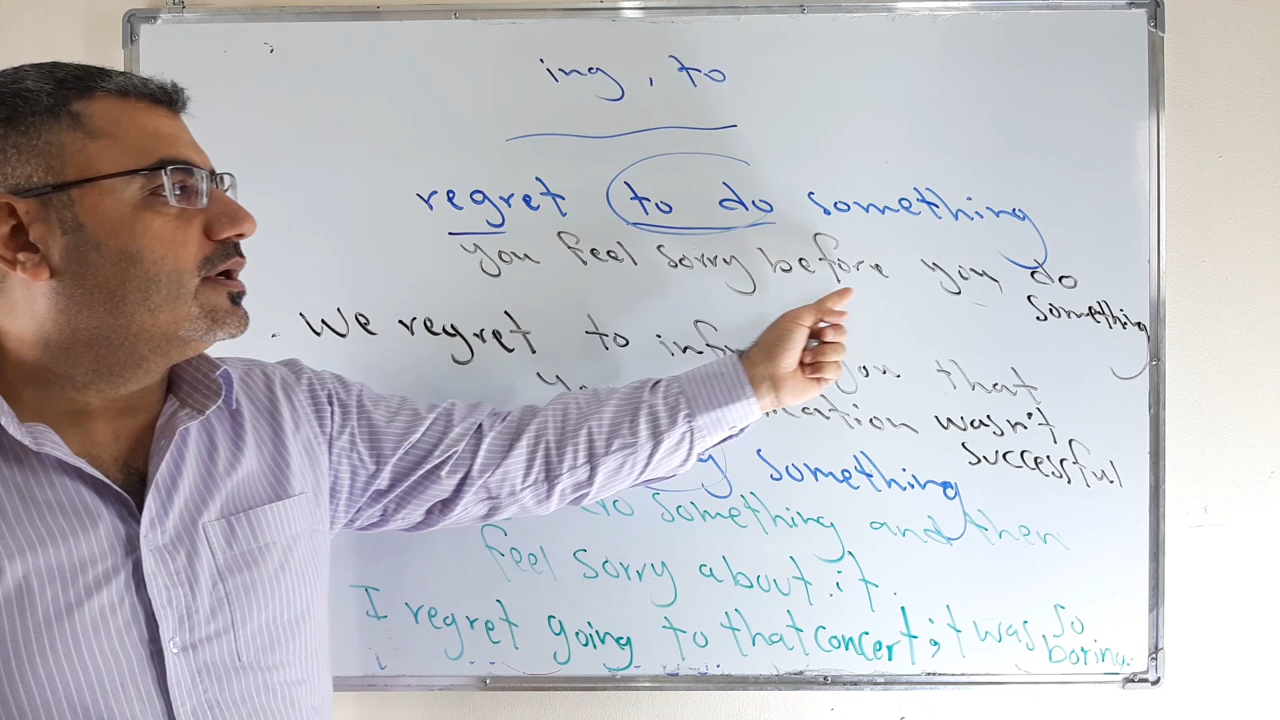 ing, to
regret to do something
you feel sorry before you do
something
We regret to you that
wasn't
successful
something
do something and then
feel sorry about it.
I regret going to that concert; it was so
boring.